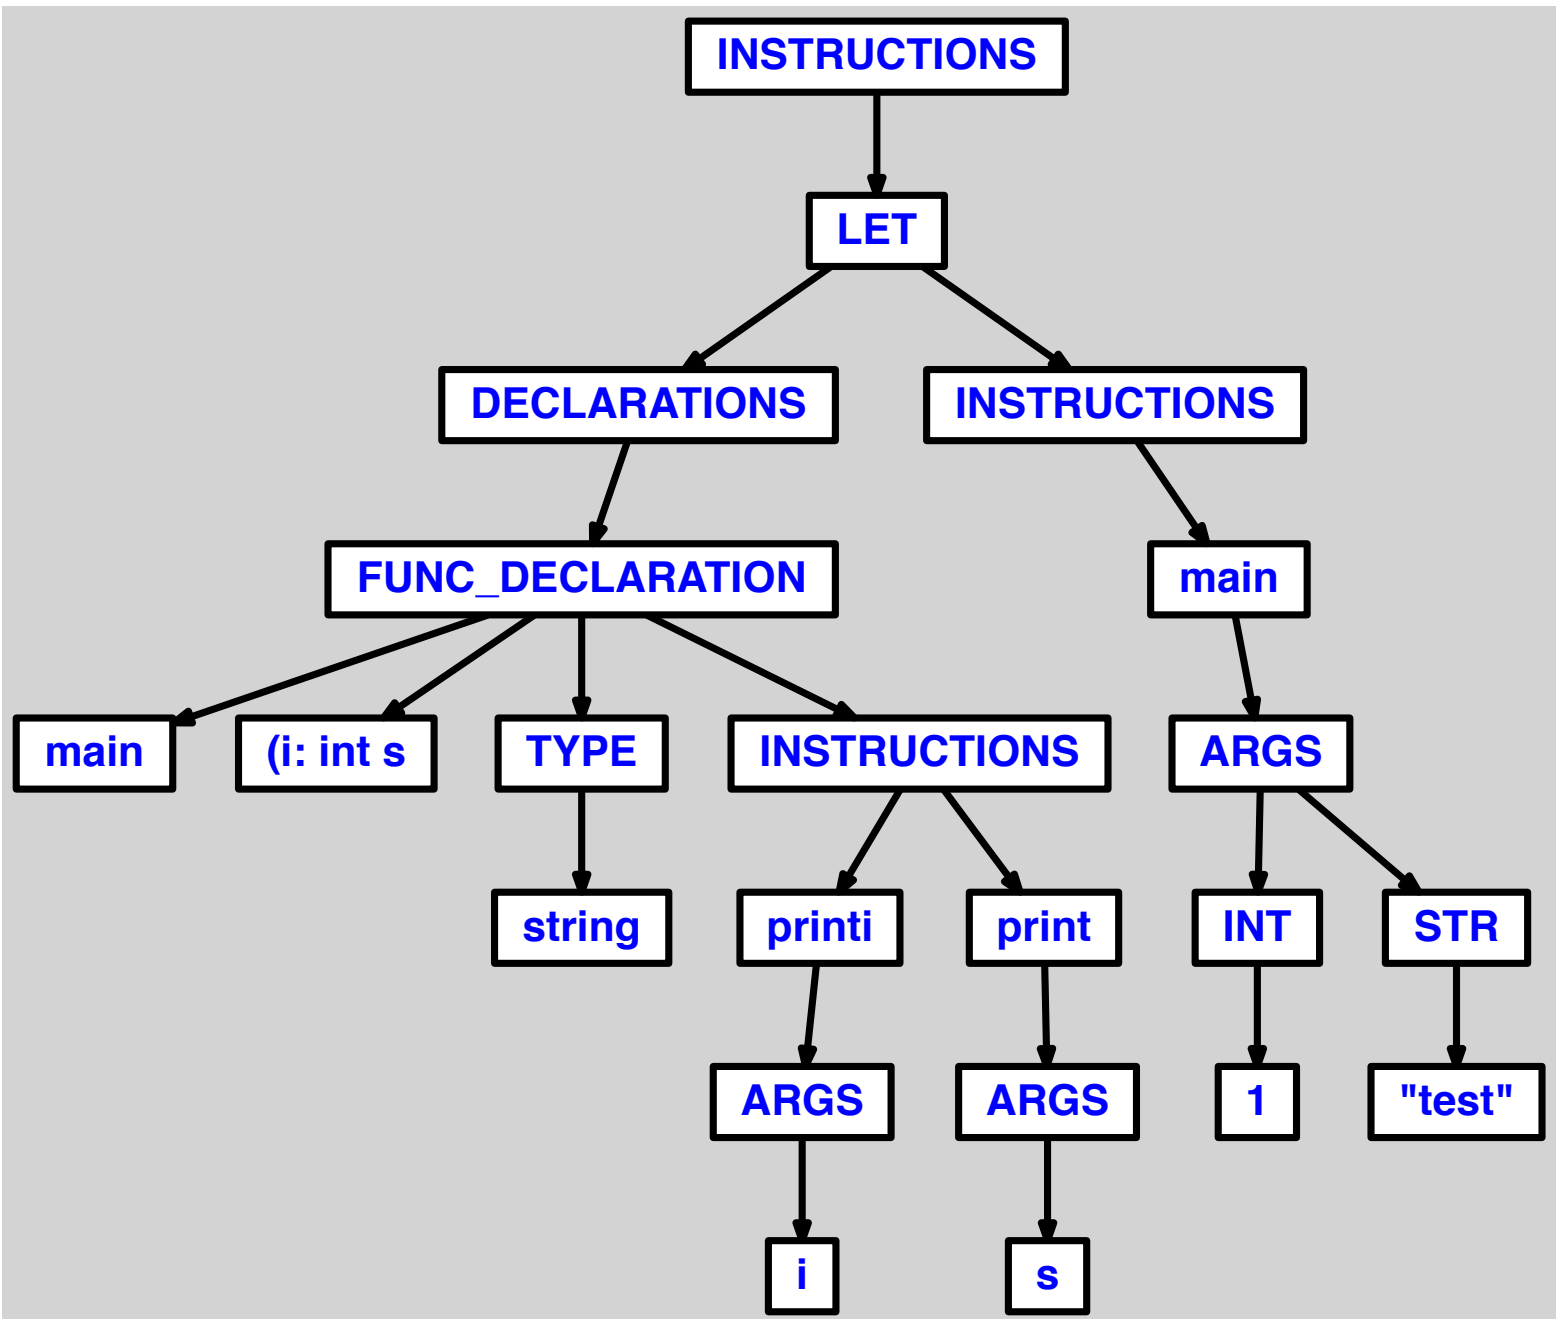 INSTRUCTIONS
LET
DECLARATIONS
INSTRUCTIONS
FUNC_DECLARATION
main
main
(i: int s
TYPE
INSTRUCTIONS
ARGS
string
printi
print
INT
STR
ARGS
ARGS
1
"test"
i
s